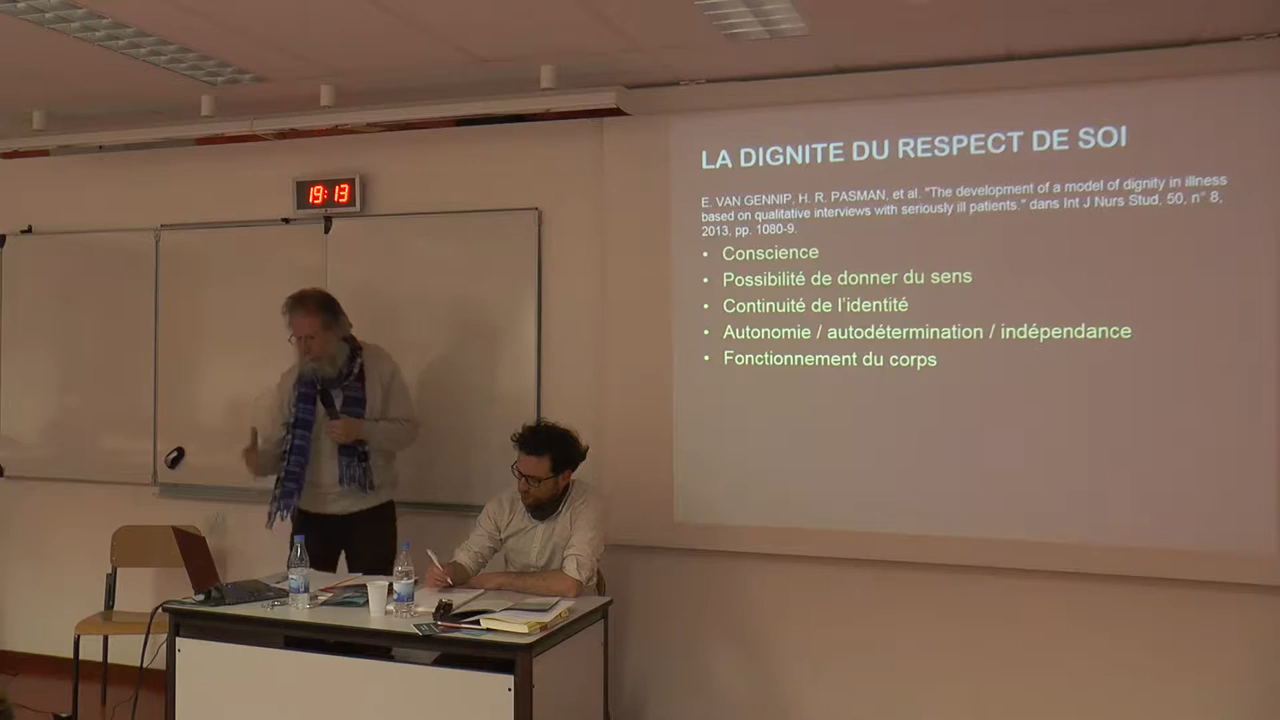 19:13
LA DIGNITE DU RESPECT DE SOI
E. VAN GENNIP, H. R. PASMAN, et al. "The development of a model of dignity in illness
based on qualitative interviews with seriously ill patients." dans Int J Nurs Stud, 50, n° 8,
2013, pp. 1080-9.
• Conscience
• Possibilité de donner du sens
• Continuité de l'identité
• Autonomie / autodétermination / indépendance
• Fonctionnement du corps